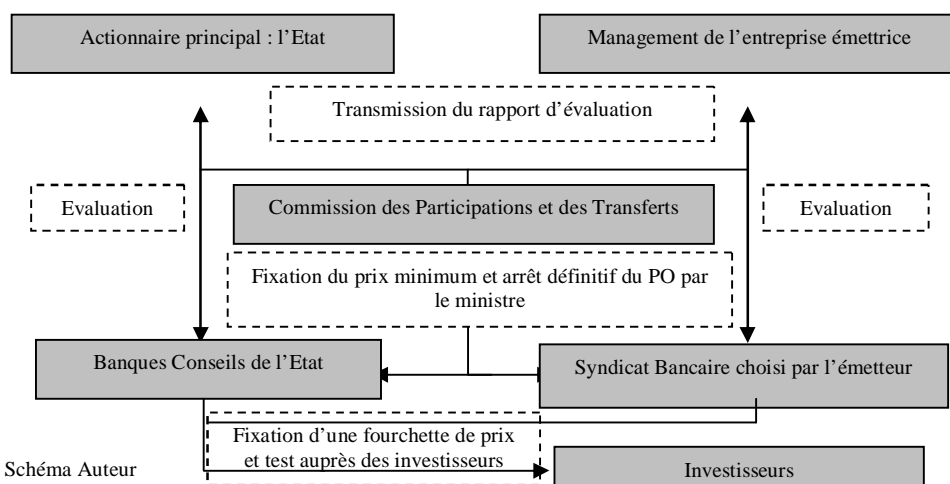 Actionnaire principal : l’Etat
Management de l’entreprise émettrice
Transmission du rapport d’évaluation
Evaluation
Commission des Participations et des Transferts
Evaluation
Fixation du prix minimum et arrêt définitif du PO par
le ministre
Banques Conseils de l’Etat
Syndicat Bancaire choisi par l’émetteur
Fixation d’une fourchette de prix
et test auprès des investisseurs
Schéma Auteur
Investisseurs